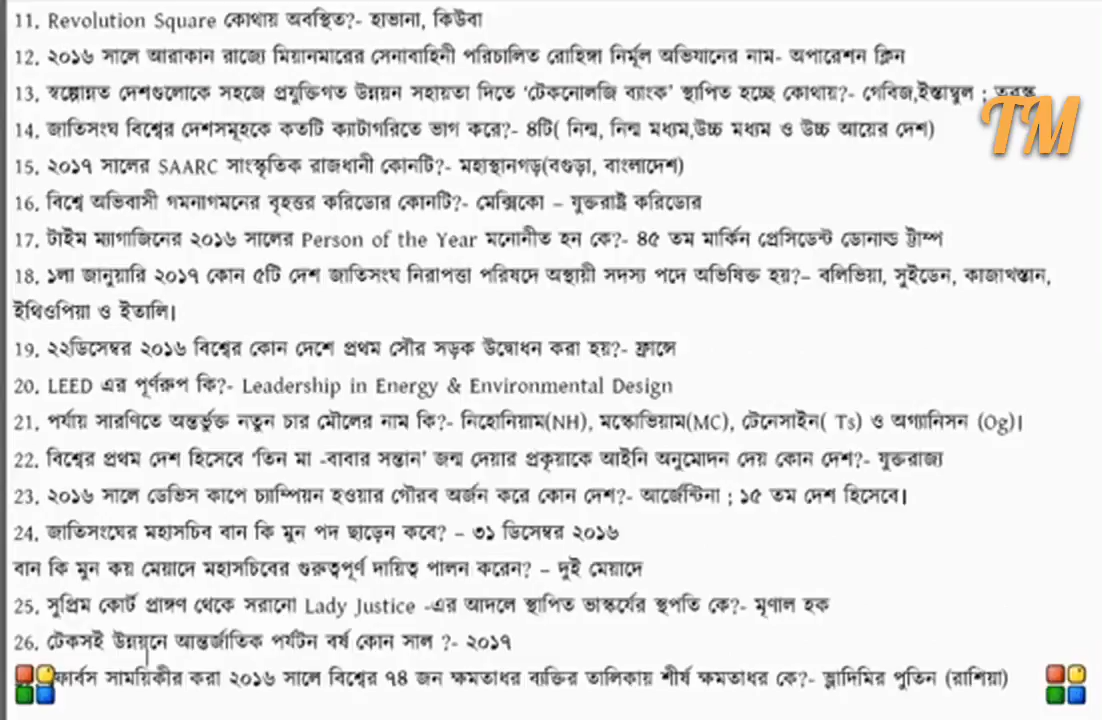 11. Revolution Square কোথায় অবস্থিত?- হাভানা, কিউবা
12. ২০১৬ সালে আরাকান রাজ্যে মিয়ানমারের সেনাবাহিনী পরিচালিত রোহিঙ্গা নির্মূল অভিযানের নাম- অপারেশন ক্লিন
13. স্বল্পোন্নত দেশগুলোকে সহজে প্রযুক্তিগত উন্নয়ন সহায়তা দিতে 'টেকনোলজি ব্যাংক' স্থাপিত হচ্ছে কোথায়?- গেবিজ,ইস্তাম্বুল ; তুরস্ক
TM
14. জাতিসংঘ বিশ্বের দেশসমূহকে কতটি ক্যাটাগরিতে ভাগ করে?- ৪টি( নিম্ন, নিম্ন মধ্যম,উচ্চ মধ্যম ও উচ্চ আয়ের দেশ)
15. ২০১৭ সালের SAARC সাংস্কৃতিক রাজধানী কোনটি?- মহাস্থানগড়(বগুড়া, বাংলাদেশ)
16. বিশ্বে অভিবাসী গমনাগমনের বৃহত্তর করিডোর কোনটি?- মেক্সিকো – যুক্তরাষ্ট্র করিডোর
17. টাইম ম্যাগাজিনের ২০১৬ সালের Person of the Year মনোনীত হন কে?- ৪৫ তম মার্কিন প্রেসিডেন্ট ডোনাল্ড ট্রাম্প
18. ১লা জানুয়ারি ২০১৭ কোন ৫টি দেশ জাতিসংঘ নিরাপত্তা পরিষদে অস্থায়ী সদস্য পদে অভিষিক্ত হয়?– বলিভিয়া, সুইডেন, কাজাখস্তান,
ইথিওপিয়া ও ইতালি।
19. ২২ডিসেম্বর ২০১৬ বিশ্বের কোন দেশে প্রথম সৌর সড়ক উদ্বোধন করা হয়?- ফ্রান্সে
20. LEED এর পূর্ণরুপ কি?- Leadership in Energy & Environmental Design
21. পর্যায় সারণিতে অন্তর্ভুক্ত নতুন চার মৌলের নাম কি?- নিহোনিয়াম(NH), মস্কোভিয়াম(MC), টেনেসাইন( Ts) ও অগ্যানিসন (Og)।
22. বিশ্বের প্রথম দেশ হিসেবে 'তিন মা -বাবার সন্তান' জন্ম দেয়ার প্রকৃয়াকে আইনি অনুমোদন দেয় কোন দেশ?- যুক্তরাজ্য
23. ২০১৬ সালে ডেভিস কাপে চ্যাম্পিয়ন হওয়ার গৌরব অর্জন করে কোন দেশ?- আর্জেন্টিনা ; ১৫ তম দেশ হিসেবে।
24. জাতিসংঘের মহাসচিব বান কি মুন পদ ছাড়েন কবে? – ৩১ ডিসেম্বর ২০১৬
বান কি মুন কয় মেয়াদে মহাসচিবের গুরুত্বপূর্ণ দায়িত্ব পালন করেন? – দুই মেয়াদে
25. সুপ্রিম কোর্ট প্রাঙ্গণ থেকে সরানো Lady Justice -এর আদলে স্থাপিত ভাস্কর্যের স্থপতি কে?- মৃণাল হক
26. টেকসই উন্নয়নে আন্তর্জাতিক পর্যটন বর্ষ কোন সাল ?- ২০১৭
ফোর্বস সাময়িকীর করা ২০১৬ সালে বিশ্বের ৭৪ জন ক্ষমতাধর ব্যক্তির তালিকায় শীর্ষ ক্ষমতাধর কে?- ভ্লাদিমির পুতিন (রাশিয়া)